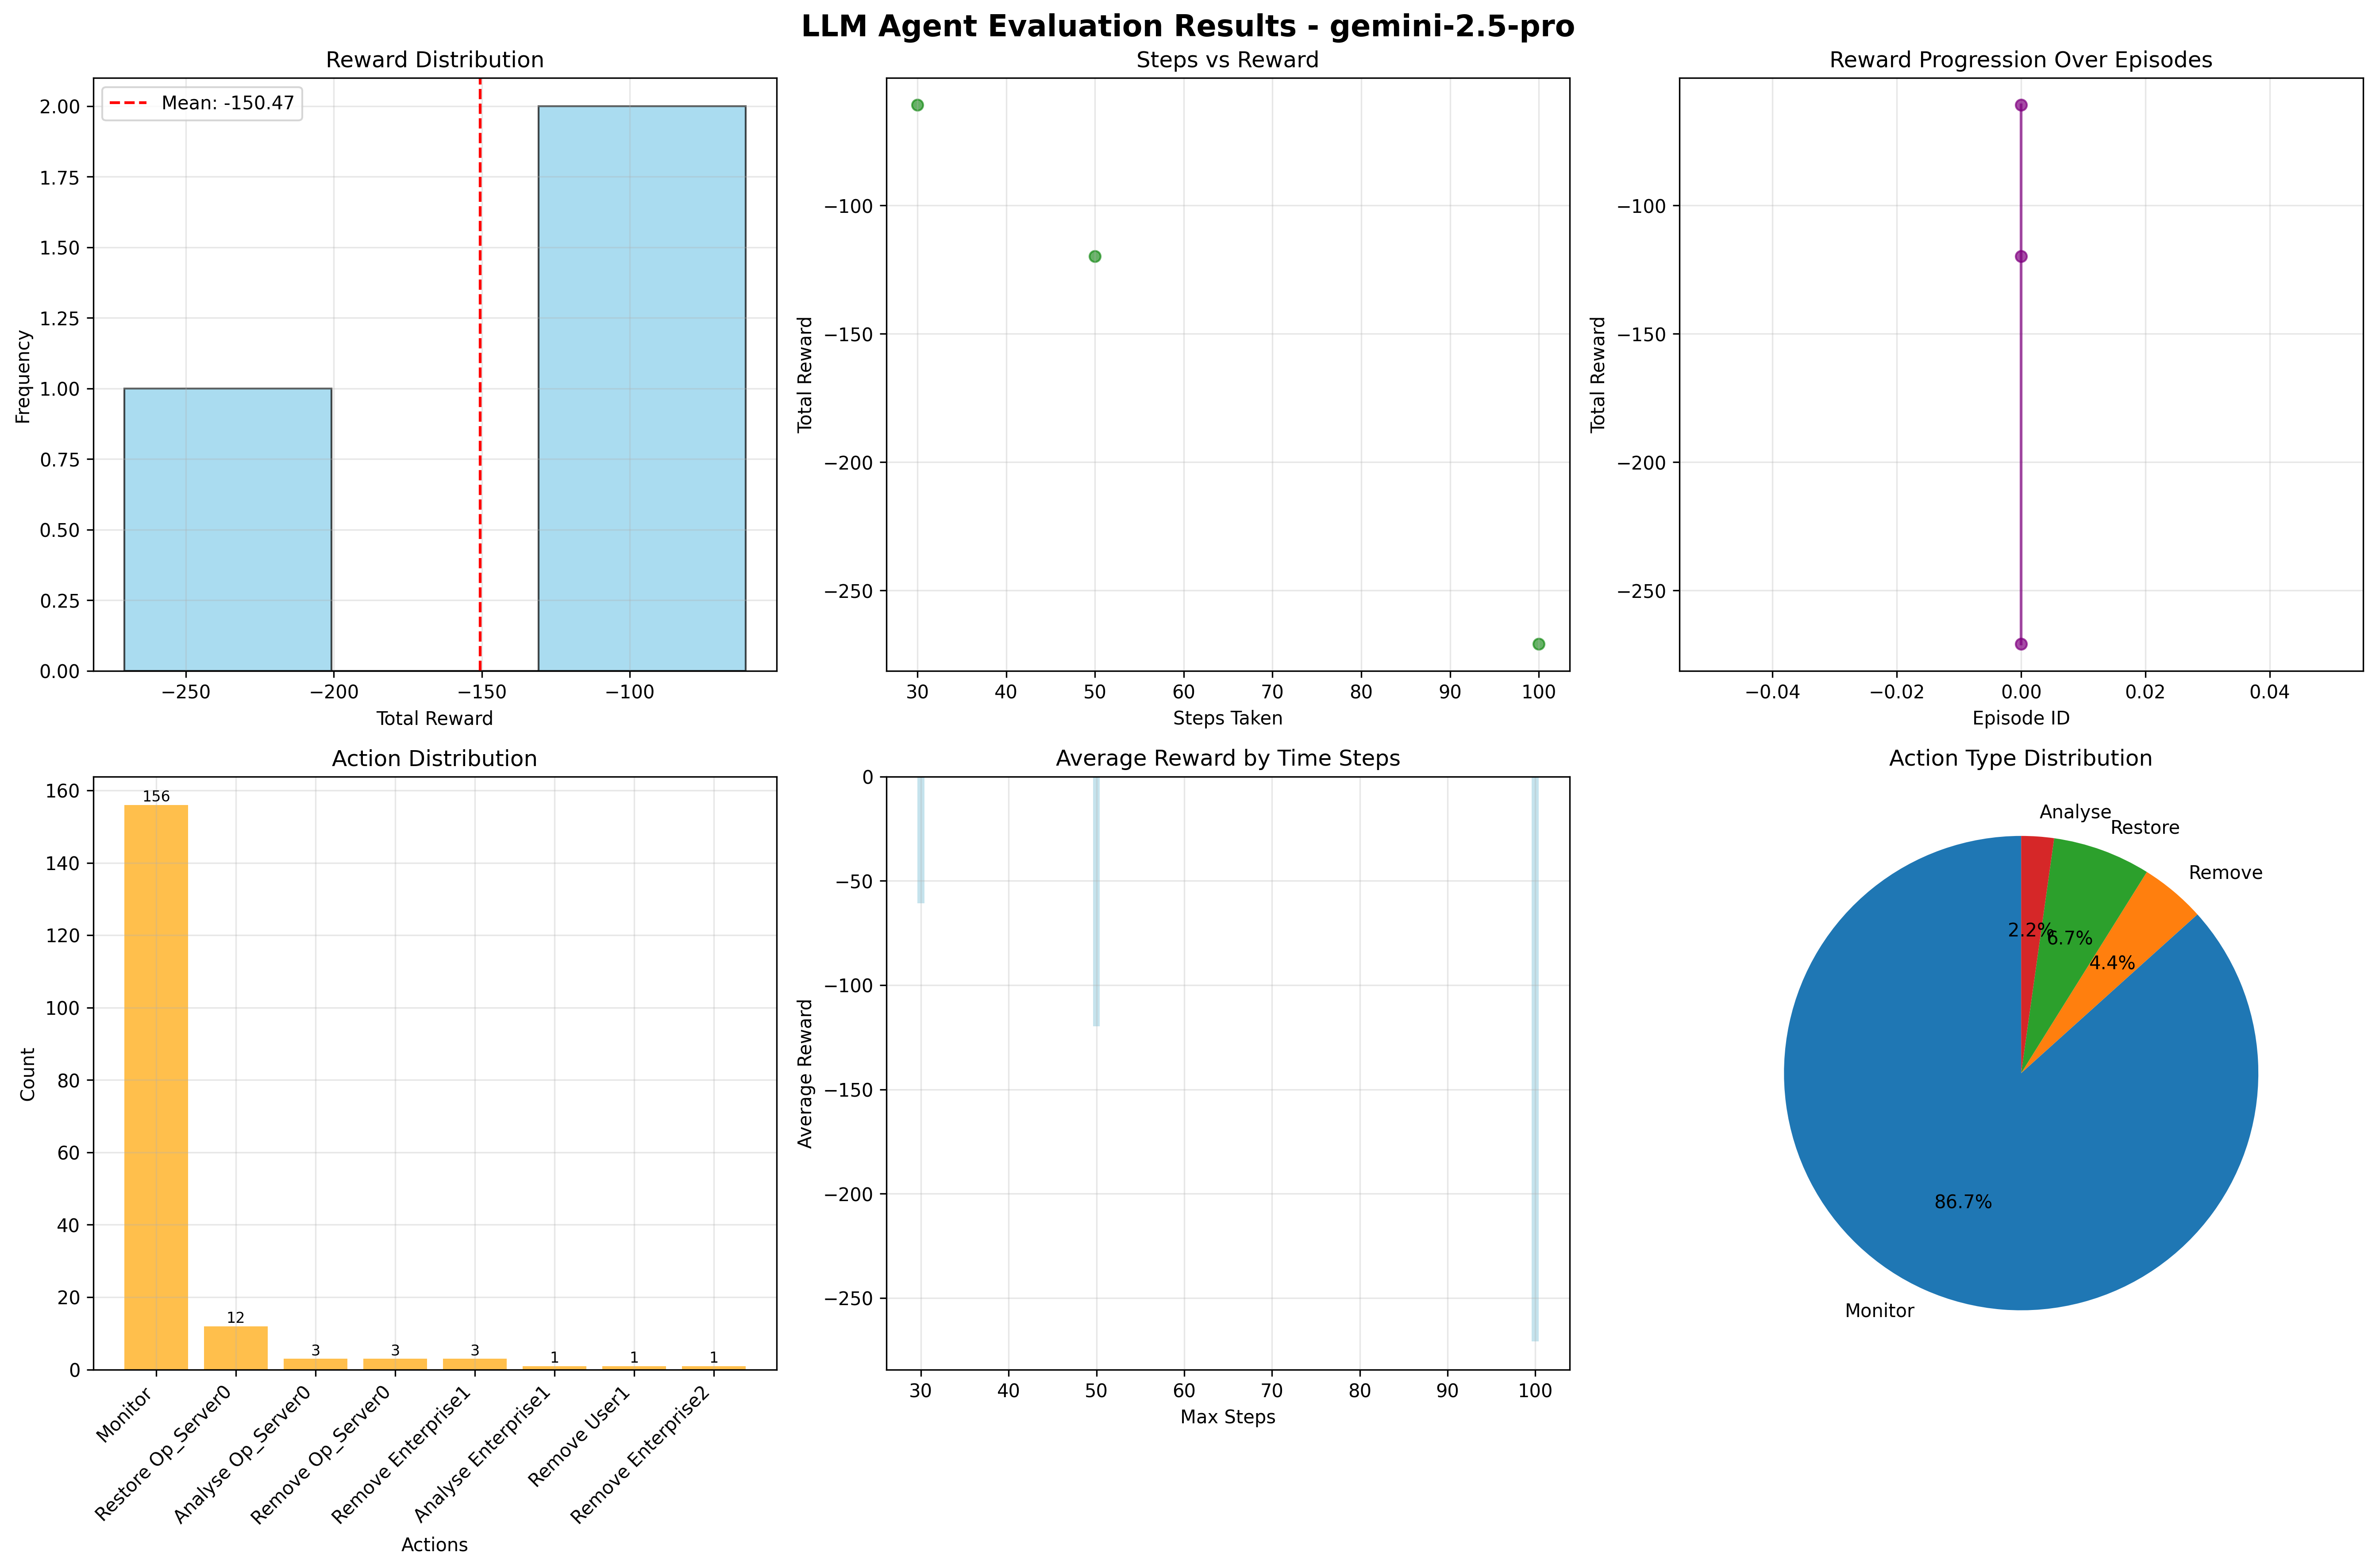 LLM Agent Evaluation Results - gemini-2.5-pro
Reward Distribution
Mean: -150.47
2.00
1.75
1.50
1.25
1.00
0.75
0.50
0.25
0.00
Frequency
−250
−200
−150
−100
Total Reward
Steps vs Reward
−100
−150
−200
−250
Total Reward
30
40
50
60
70
80
90
100
Steps Taken
Reward Progression Over Episodes
−100
−150
−200
−250
Total Reward
−0.04
−0.02
0.00
0.02
0.04
Episode ID
Action Distribution
160
140
120
100
80
60
40
20
0
Count
156
12
3
3
3
1
1
1
Monitor
Restore Op_Server0
Analyse Op_Server0
Remove Op_Server0
Remove Enterprise1
Analyse Enterprise1
Remove User1
Remove Enterprise2
Actions
Average Reward by Time Steps
0
−50
−100
−150
−200
−250
Average Reward
30
40
50
60
70
80
90
100
Max Steps
Action Type Distribution
Analyse
Restore
Remove
2.2%
6.7%
4.4%
86.7%
Monitor